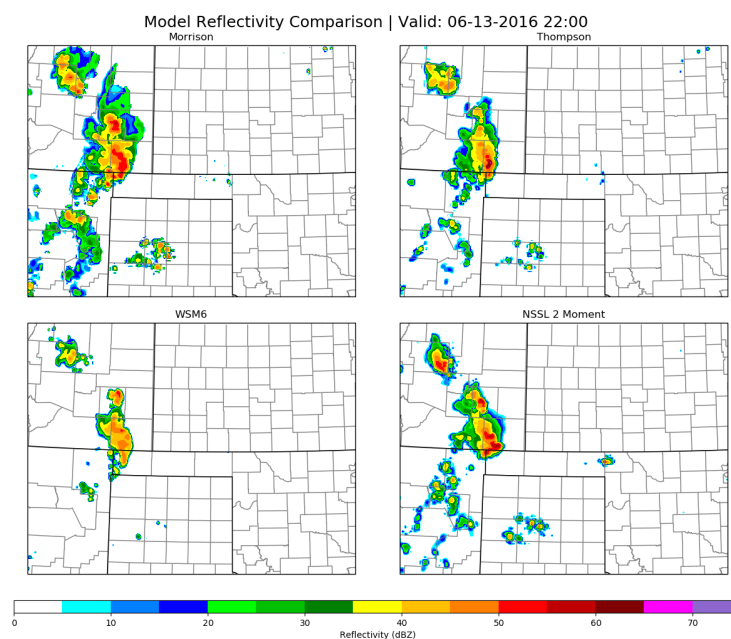 Model Reflectivity Comparison | Valid: 06-13-2016 22:00
Morrison
Thompson
WSM6
NSSL 2 Moment
0 10 20 30 40 50 60 70
Reflectivity (dBZ)